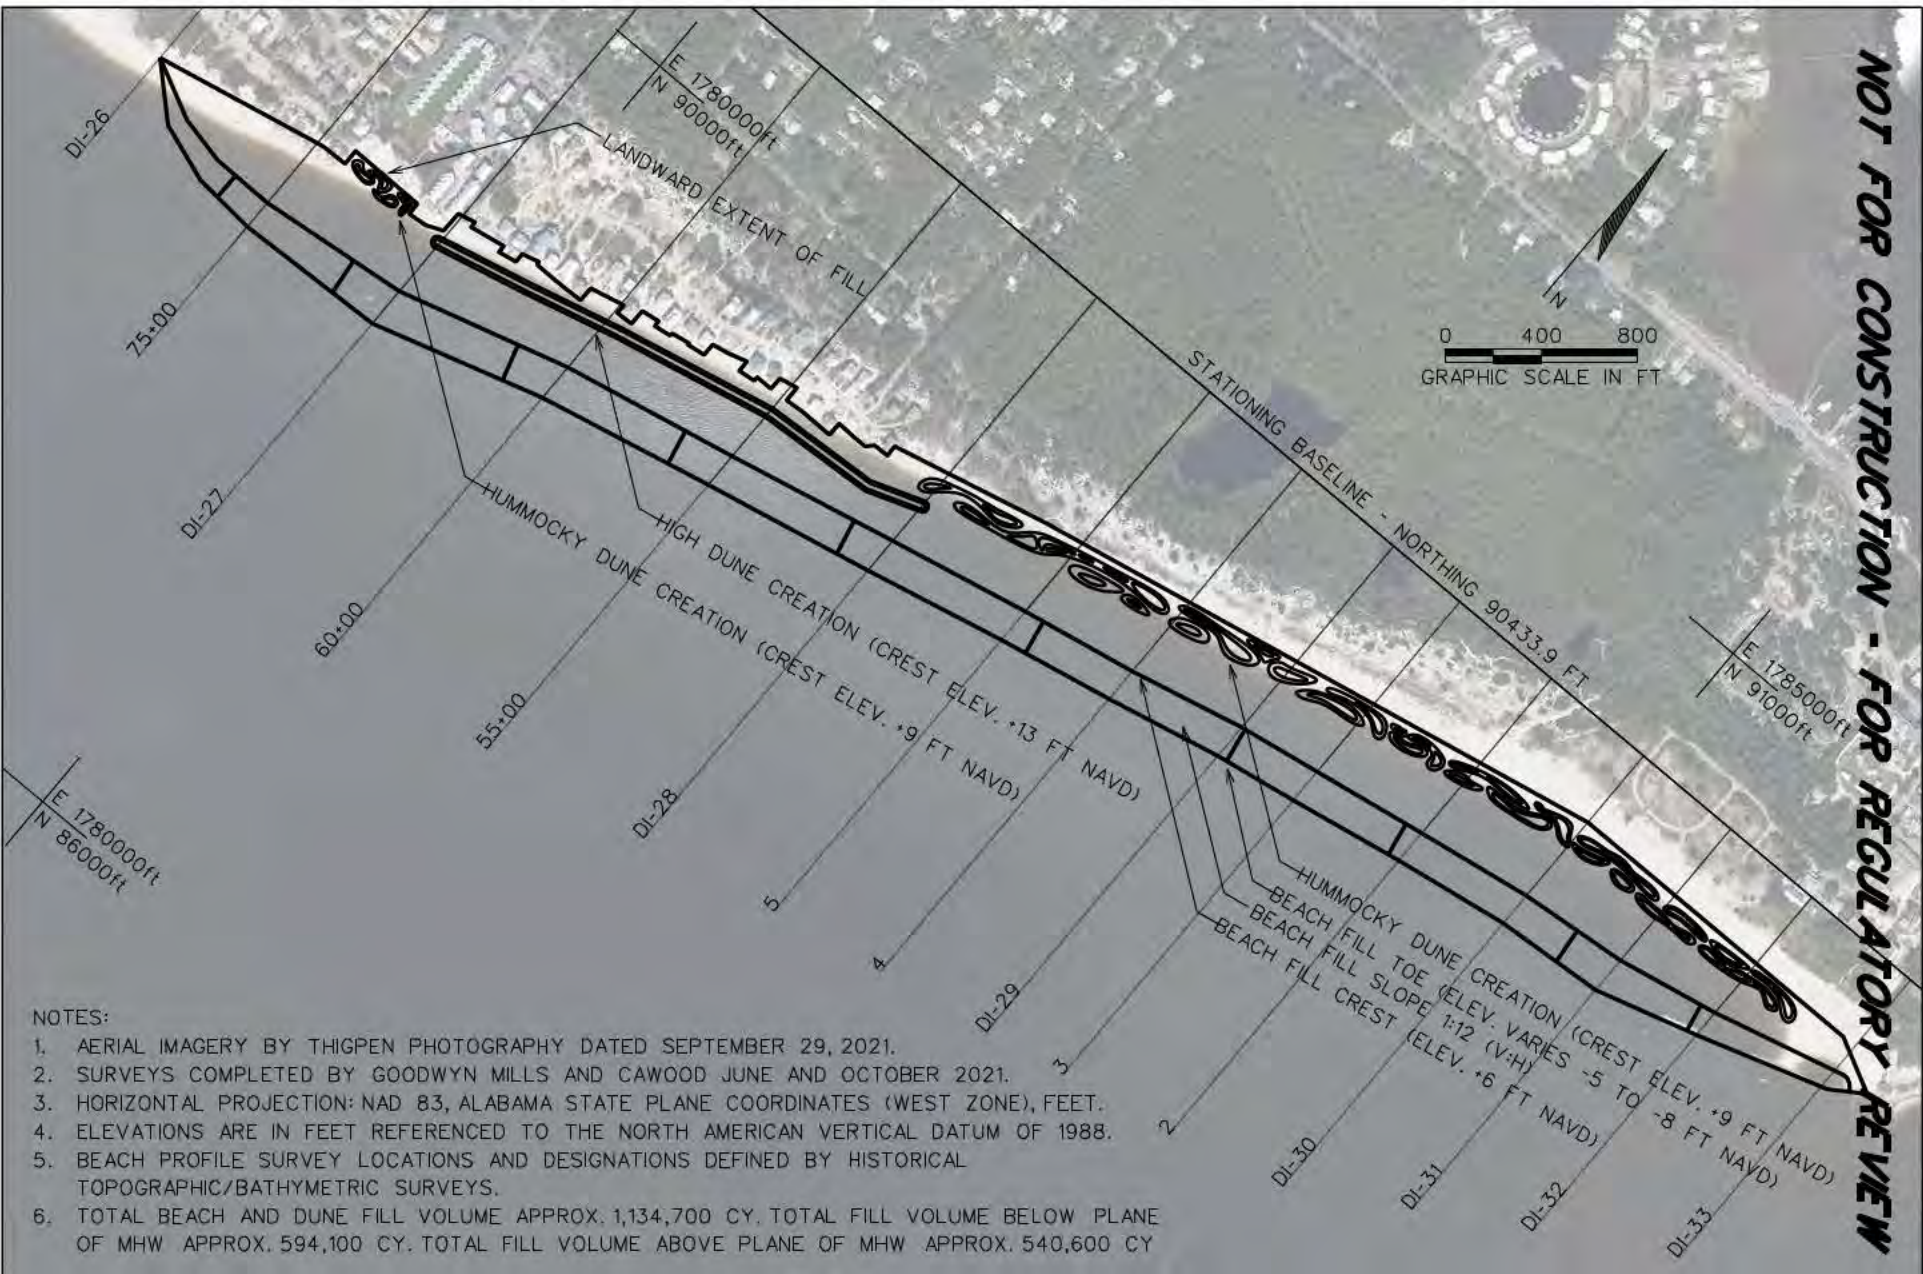 NOT FOR CONSTRUCTION - FOR REGULATORY REVIEW
DI-26
E 1780000ft
N 90000ft
LANDWARD EXTENT OF FILL
STATIONING BASELINE - NORTHING 90433.9 FT
N
0 400 800
GRAPHIC SCALE IN FT
75+00
DI-27
HUMMOCKY DUNE CREATION (CREST ELEV. +9 FT NAVD)
HIGH DUNE CREATION (CREST ELEV. +13 FT NAVD)
60+00
55+00
DI-28
5
4
DI-29
3
2
DI-30
DI-31
DI-32
DI-33
E 1785000ft
N 91000ft
E 1780000ft
N 86000ft
HUMMOCKY DUNE CREATION (CREST ELEV. +9 FT NAVD)
BEACH FILL TOE (ELEV. VARIES -5 TO -8 FT NAVD)
BEACH FILL SLOPE 1:12 (V:H)
BEACH FILL CREST (ELEV. +6 FT NAVD)
NOTES:
1. AERIAL IMAGERY BY THIGPEN PHOTOGRAPHY DATED SEPTEMBER 29, 2021.
2. SURVEYS COMPLETED BY GOODWYN MILLS AND CAWOOD JUNE AND OCTOBER 2021.
3. HORIZONTAL PROJECTION: NAD 83, ALABAMA STATE PLANE COORDINATES (WEST ZONE), FEET.
4. ELEVATIONS ARE IN FEET REFERENCED TO THE NORTH AMERICAN VERTICAL DATUM OF 1988.
5. BEACH PROFILE SURVEY LOCATIONS AND DESIGNATIONS DEFINED BY HISTORICAL
TOPOGRAPHIC/BATHYMETRIC SURVEYS.
6. TOTAL BEACH AND DUNE FILL VOLUME APPROX. 1,134,700 CY. TOTAL FILL VOLUME BELOW PLANE
OF MHW APPROX. 594,100 CY. TOTAL FILL VOLUME ABOVE PLANE OF MHW APPROX. 540,600 CY